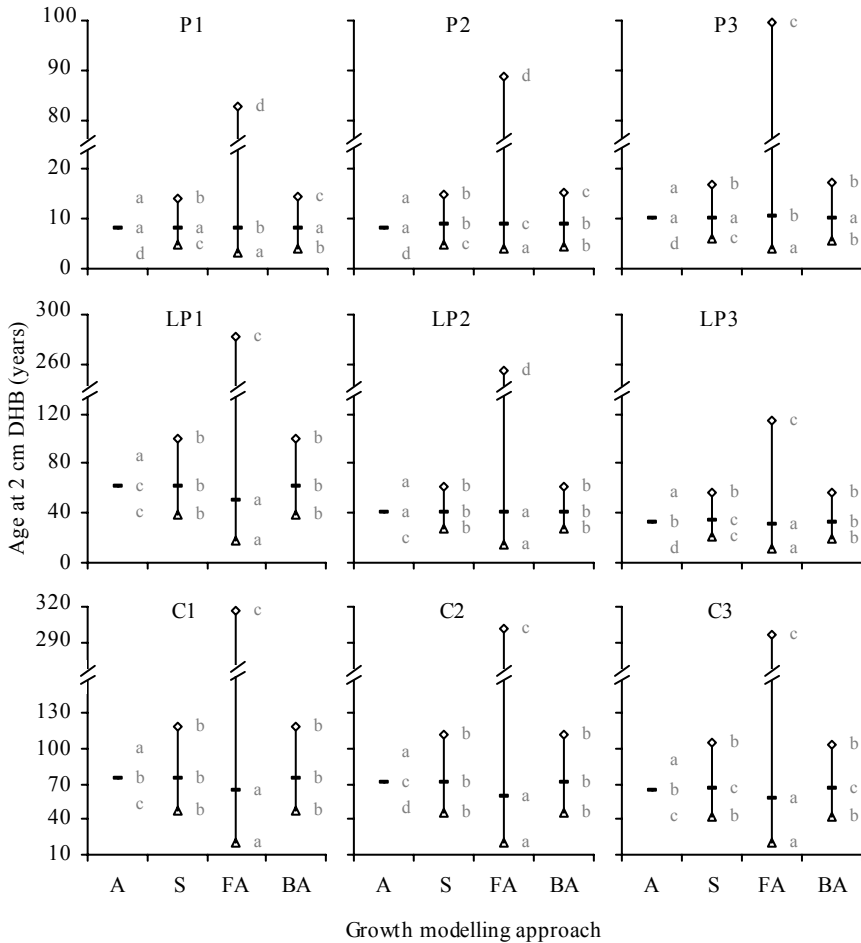 100
90
80
20
10
0
P1
d
a b c
a a b a
d c a b
P2
d
a b c
a b c b
d c a b
P3
c
a b b
a a b a
d c a b
Age at 2 cm DHB (years)
300
260
120
80
40
0
LP1
c
a b b
c b a b
c b a b
LP2
d
a b b
a b a b
c b a b
LP3
c
a b b
b c a b
d c a b
320
290
130
100
70
40
10
C1
c
a b b
b b a b
c b a b
C2
c
a b b
c b a b
d b a b
C3
c
a b b
b c a c
c b a b
A S FA BA
A S FA BA
A S FA BA
Growth modelling approach